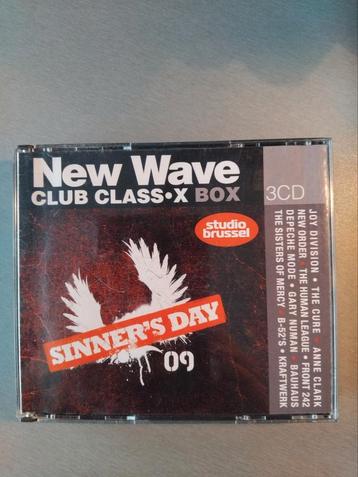 New Wave
CLUB CLASS•X BOX
studio
brussel
SINNER'S DAY
09
3CD
JOY DIVISION • THE CURE • ANNE CLARK
NEW ORDER • THE HUMAN LEAGUE • FRONT 242
DEPECHE MODE • GARY NUMAN • BAUHAUS
THE SISTERS OF MERCY • B-52'S • KRAFTWERK